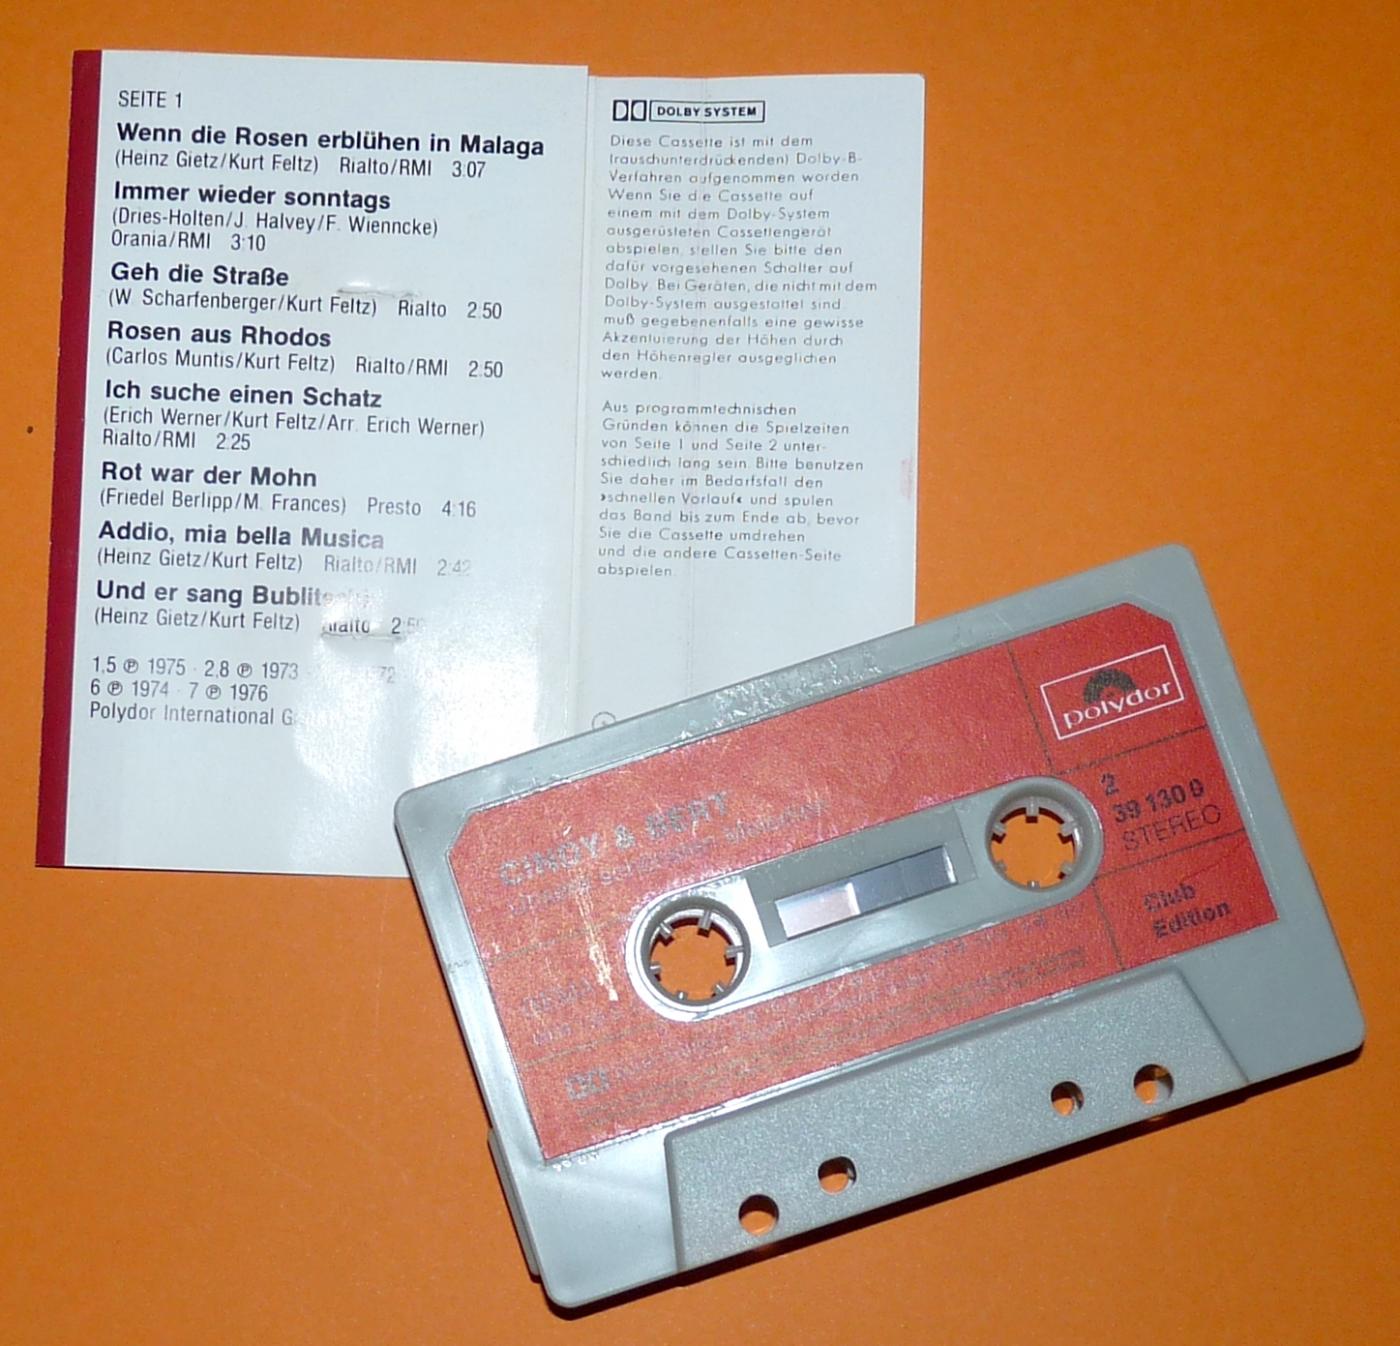 SEITE 1
Wenn die Rosen erblühen in Malaga
(Heinz Gietz/Kurt Feltz) Rialto/RMI 3:07
Immer wieder sonntags
(Dries-Holten/J. Halvey/F. Wienncke)
Orania/RMI 3:10
Geh die Straße
(W. Scharfenberger/Kurt Feltz) Rialto 2:50
Rosen aus Rhodos
(Carlos Muntis/Kurt Feltz) Rialto/RMI 2:50
Ich suche einen Schatz
(Erich Werner/Kurt Feltz/Arr. Erich Werner)
Rialto/RMI 2:25
Rot war der Mohn
(Friedel Berlipp/M. Frances) Presto 4:16
Addio, mia bella Musica
(Heinz Gietz/Kurt Feltz) Rialto/RMI 2:42
Und er sang
(Heinz Gietz/Kurt Feltz) Rialto
1,5 ℗ 1975 · 2,8 ℗ 1973 ·
6 ℗ 1974 · 7 ℗ 1976
Polydor International
DOLBY SYSTEM
Diese Cassette ist mit dem
(rauschunterdrückenden) Dolby-B-
Verfahren aufgenommen worden.
Wenn Sie die Cassette auf
einem mit dem Dolby-System
ausgerüsteten Cassettengerät
abspielen, stellen Sie bitte den
dafür vorgesehenen Schalter auf
Dolby. Bei Geräten, die nicht mit dem
Dolby-System ausgestattet sind,
muß gegebenenfalls eine gewisse
Akzentuierung der Höhen durch
den Höhenregler ausgeglichen
werden.
Aus programmtechnischen
Gründen können die Spielzeiten
von Seite 1 und Seite 2 unter-
schiedlich lang sein. Bitte benutzen
Sie daher im Bedarfsfall den
»schnellen Vorlauf« und spulen
das Band bis zum Ende ab, bevor
Sie die Cassette umdrehen
und die andere Cassetten-Seite
abspielen.
polydor
2
39 130 0
STEREO
CINDY & BERT
Club
Edition